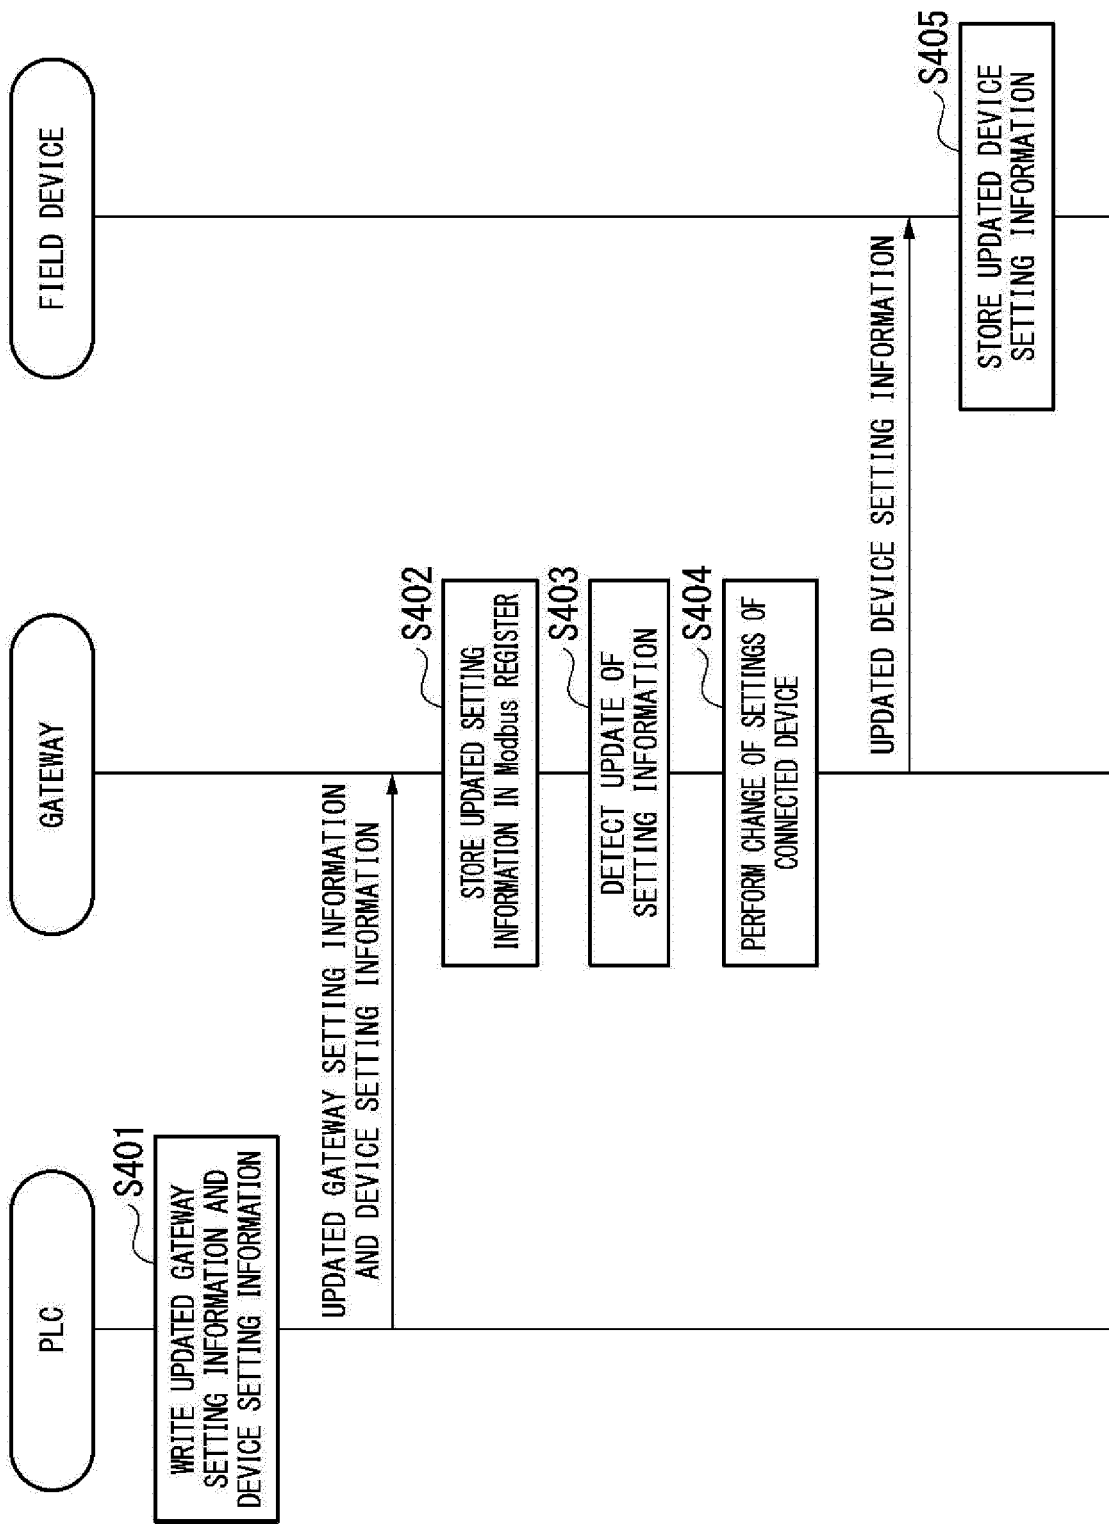 PLC
GATEWAY
FIELD DEVICE
S401
WRITE UPDATED GATEWAY
SETTING INFORMATION AND
DEVICE SETTING INFORMATION
UPDATED GATEWAY SETTING INFORMATION
AND DEVICE SETTING INFORMATION
S402
STORE UPDATED SETTING
INFORMATION IN Modbus REGISTER
S403
DETECT UPDATE OF
SETTING INFORMATION
S404
PERFORM CHANGE OF SETTINGS OF
CONNECTED DEVICE
UPDATED DEVICE SETTING INFORMATION
S405
STORE UPDATED DEVICE
SETTING INFORMATION